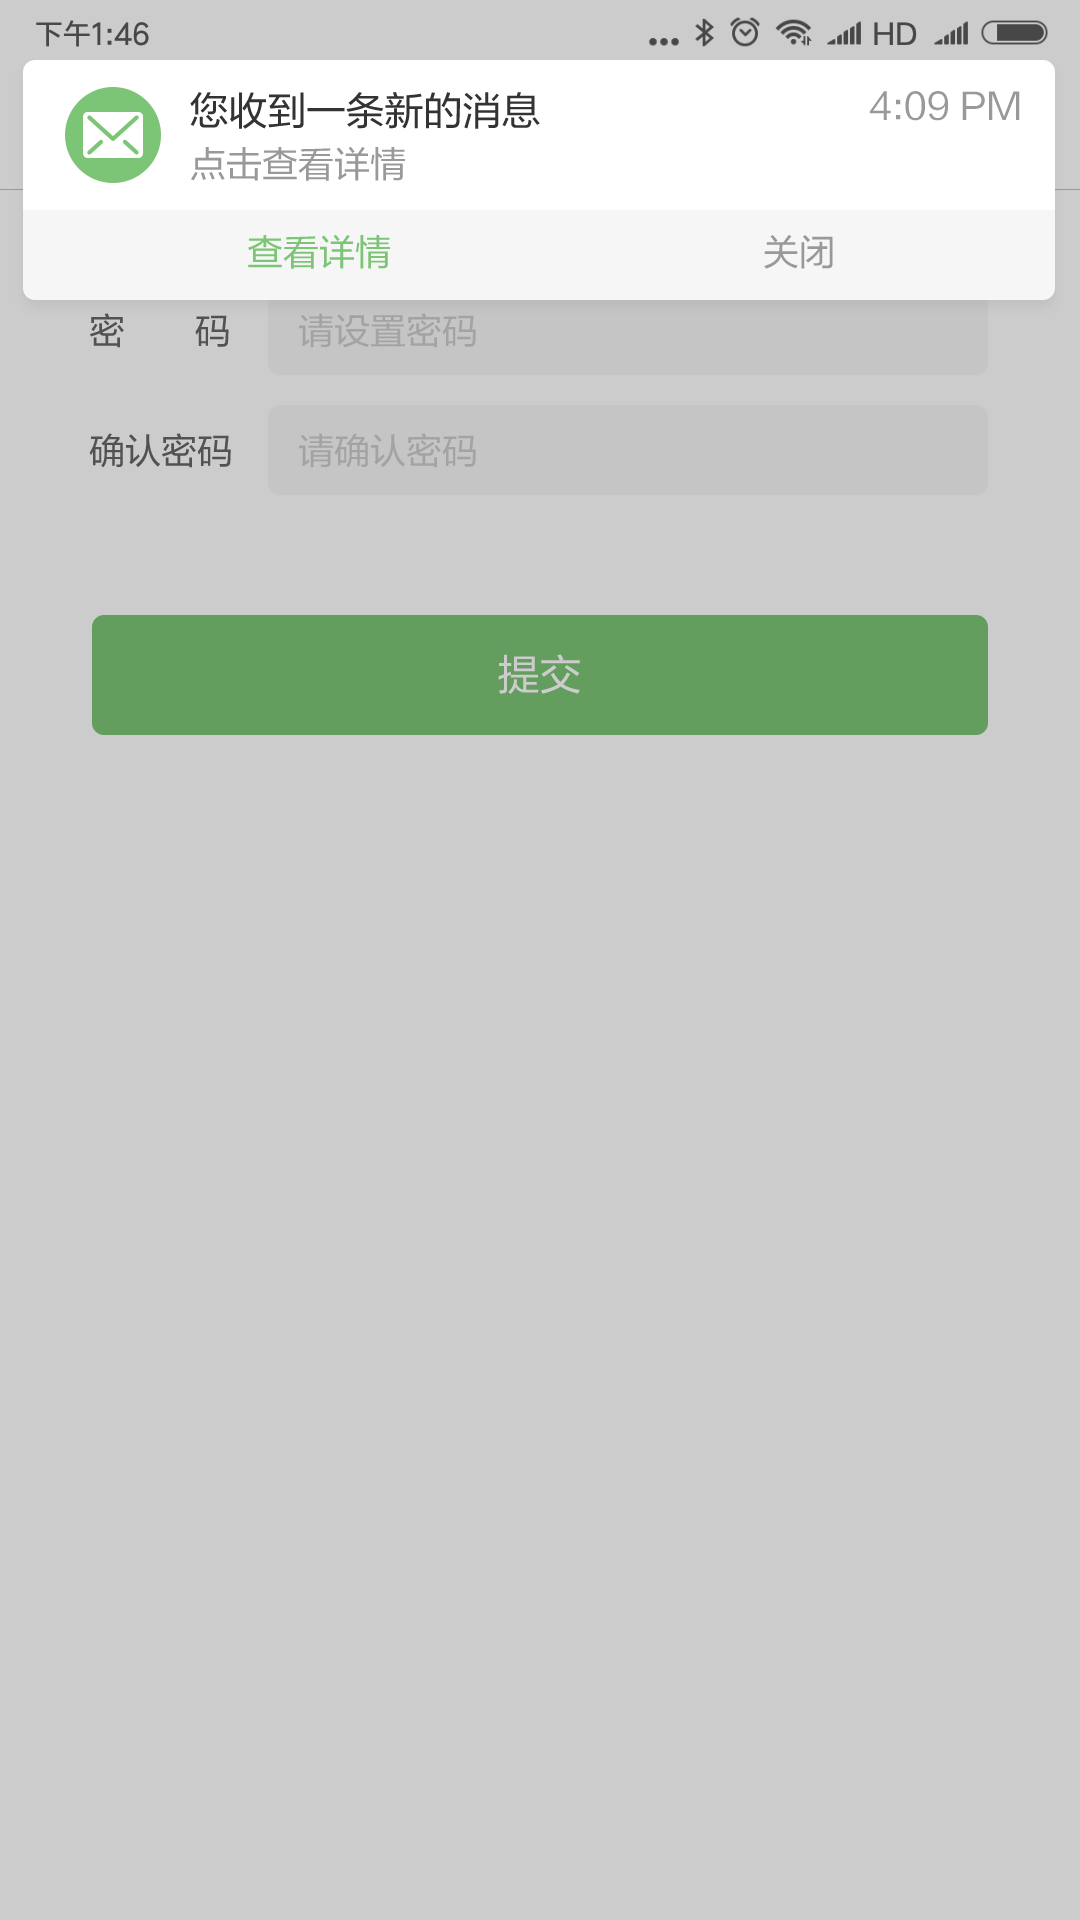 下午1:46 HD
您收到一条新的消息 4:09 PM
点击查看详情
查看详情 关闭
密 码 请设置密码
确认密码 请确认密码
提交